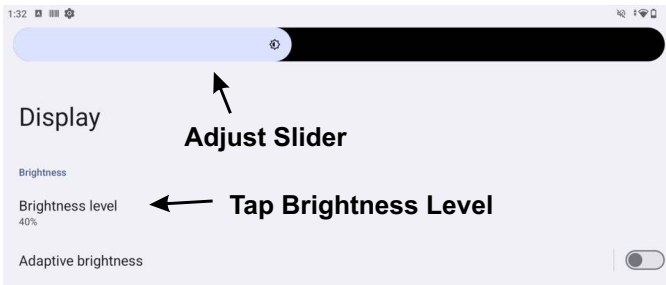 1:32
Display
Adjust Slider
Brightness
Brightness level
Tap Brightness Level
40%
Adaptive brightness